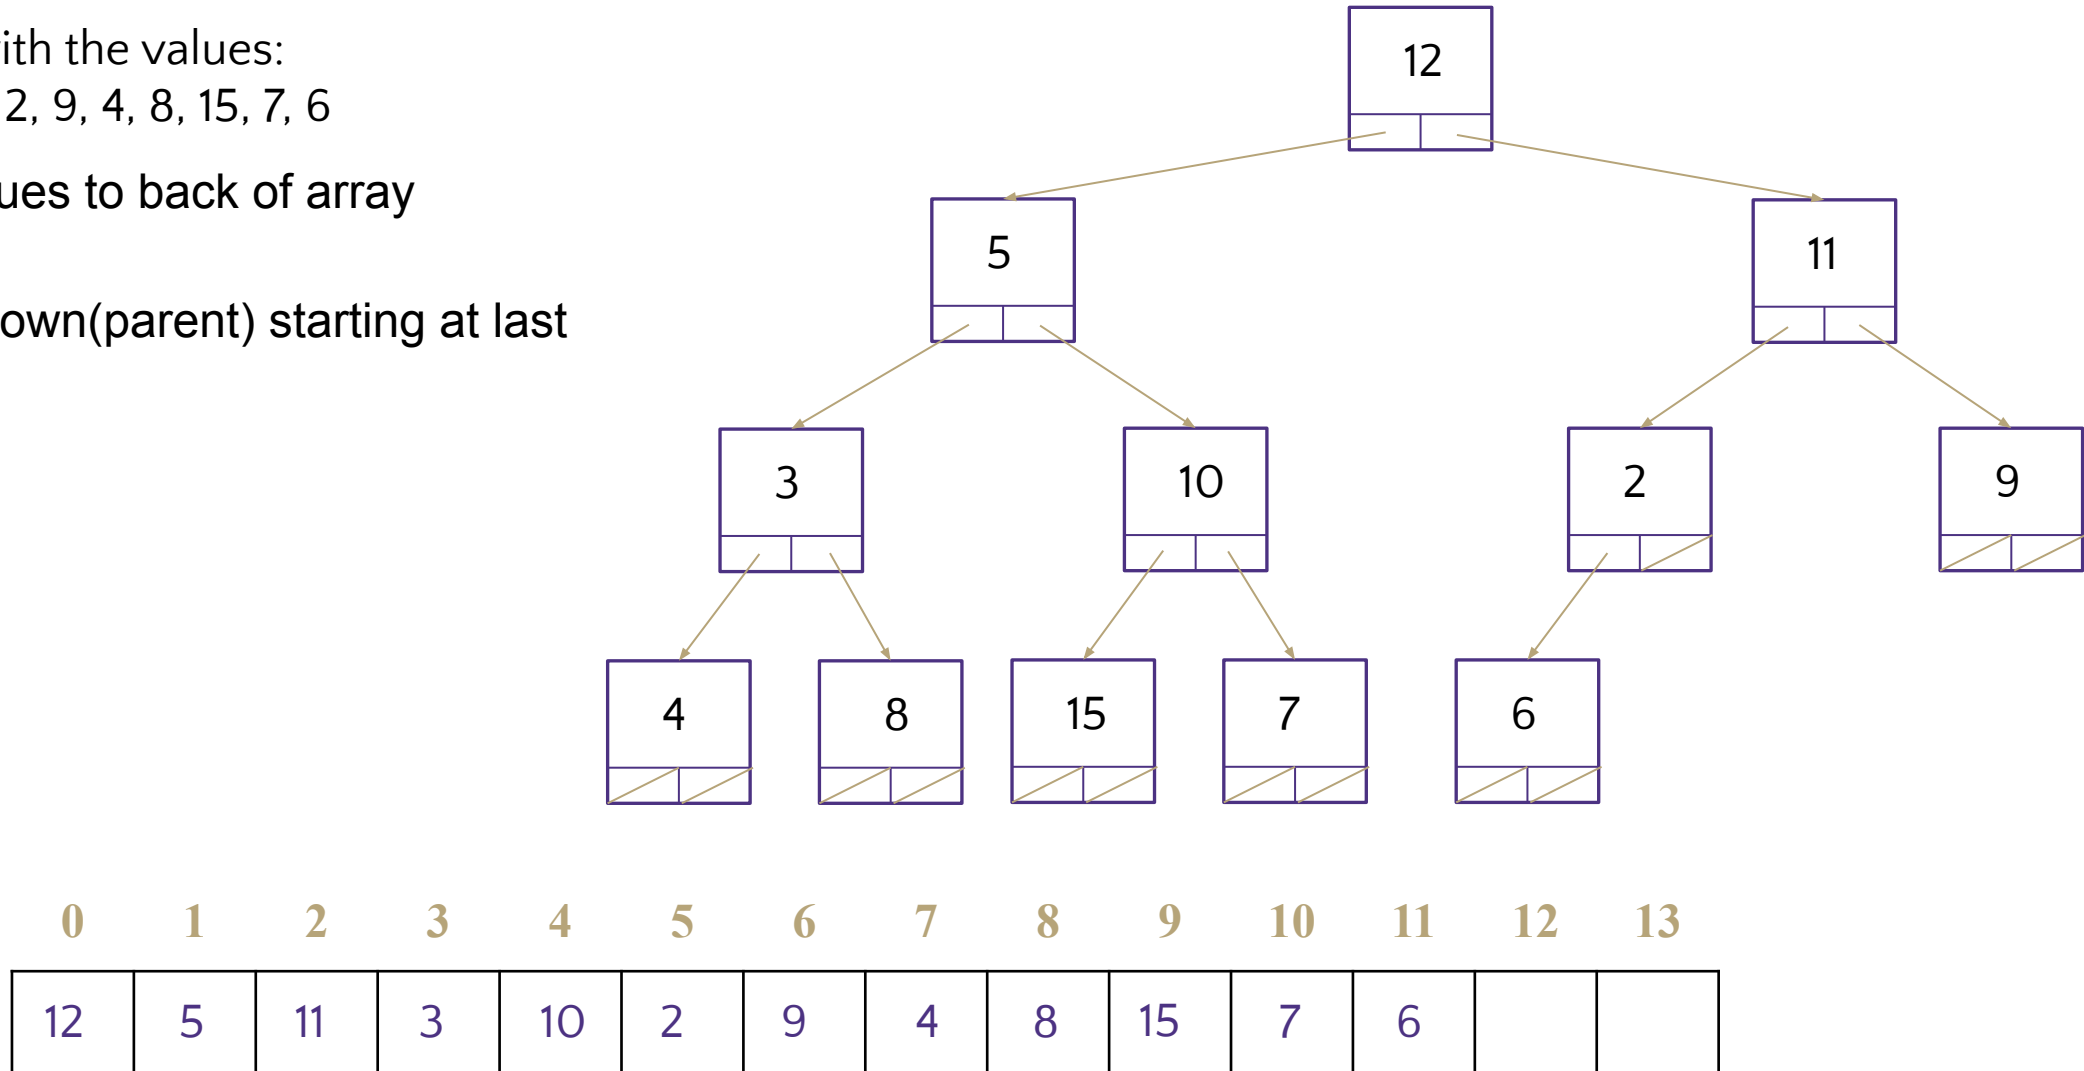 ith the values:
2, 9, 4, 8, 15, 7, 6
ues to back of array
own(parent) starting at last
12
5 11
3 10 2 9
4 8 15 7 6
0 1 2 3 4 5 6 7 8 9 10 11 12 13
12 5 11 3 10 2 9 4 8 15 7 6